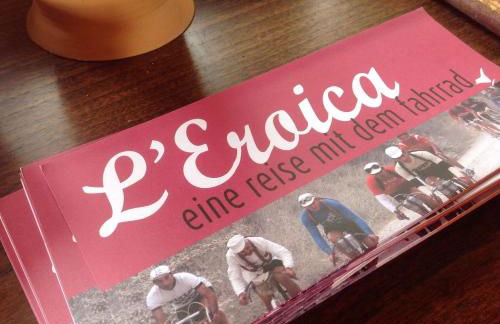 L'Eroica
eine reise mit dem fahrrad